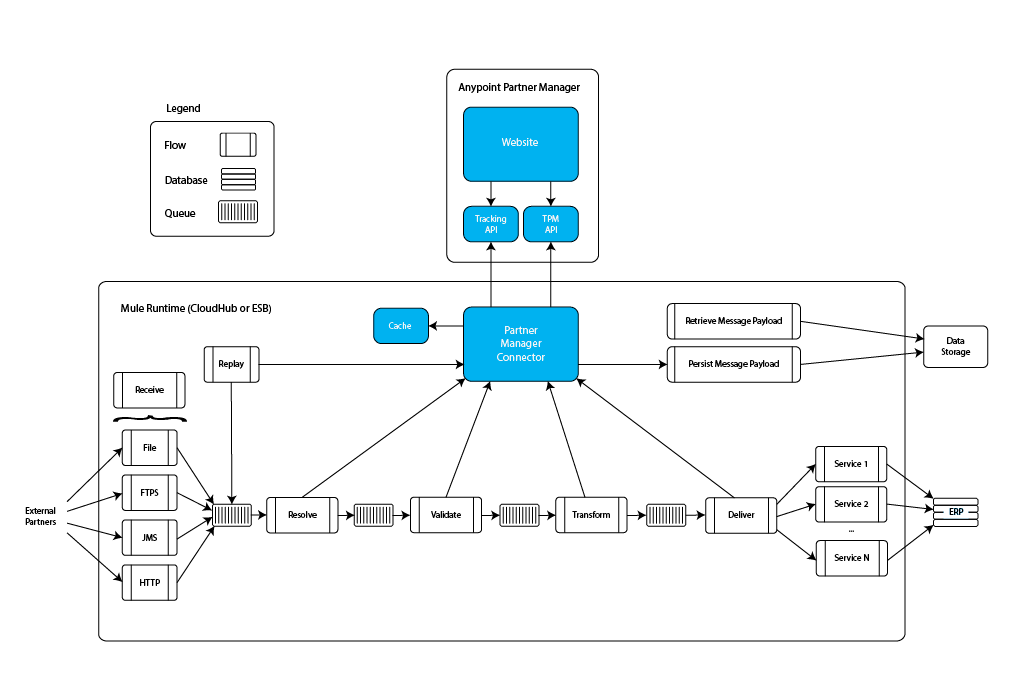 Anypoint Partner Manager
Website
Tracking
API
TPM
API
Legend
Flow
Database
Queue
Mule Runtime (CloudHub or ESB)
Cache
Partner
Manager
Connector
Retrieve Message Payload
Persist Message Payload
Data
Storage
Replay
Receive
File
FTPS
JMS
HTTP
External
Partners
Resolve
Validate
Transform
Deliver
Service 1
Service 2
...
Service N
ERP